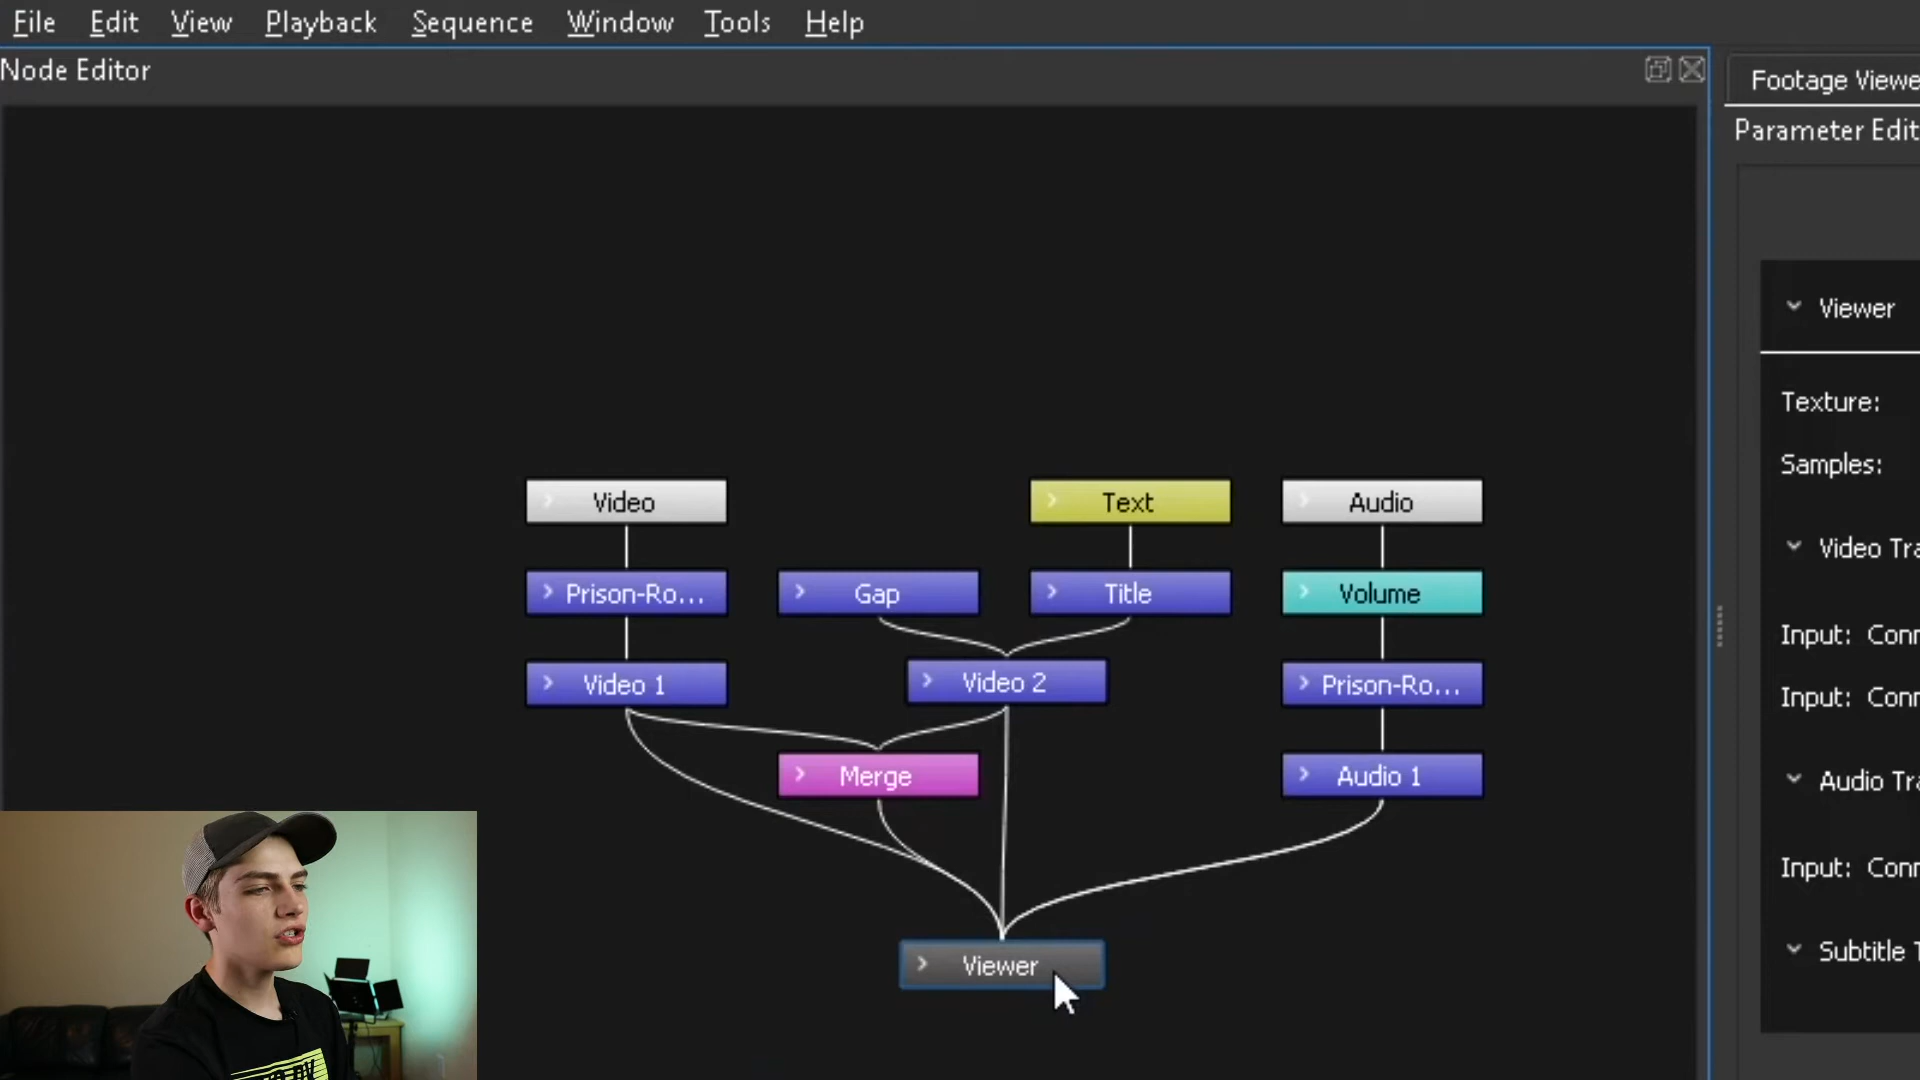 File Edit View Playback Sequence Window Tools Help
Node Editor
Footage Viewe
Parameter Edit
Viewer
Texture:
Samples:
Video Tra
Input: Conn
Input: Conn
Audio Tra
Input: Conn
Subtitle T
Video
Text
Audio
Prison-Ro...
Gap
Title
Volume
Video 1
Video 2
Prison-Ro...
Merge
Audio 1
Viewer